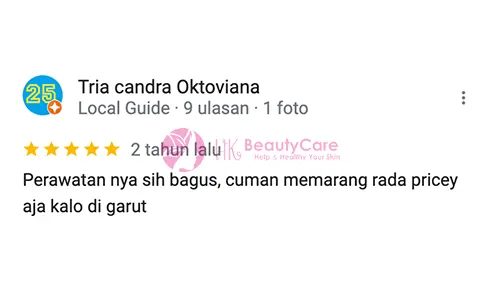 25
Tria candra Oktoviana
Local Guide · 9 ulasan · 1 foto
2 tahun lalu
HK BeautyCare
Help & Healthy Your Skin
Perawatan nya sih bagus, cuman memarang rada pricey
aja kalo di garut